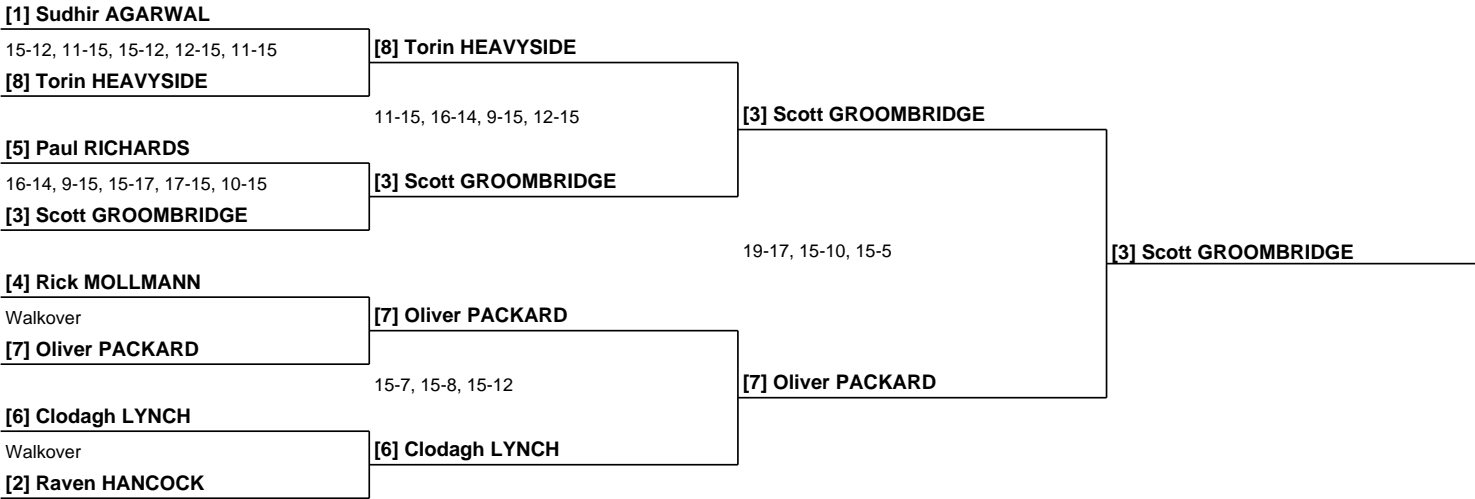 [1] Sudhir AGARWAL
15-12, 11-15, 15-12, 12-15, 11-15
[8] Torin HEAVYSIDE
[8] Torin HEAVYSIDE
11-15, 16-14, 9-15, 12-15
[3] Scott GROOMBRIDGE
[5] Paul RICHARDS
16-14, 9-15, 15-17, 17-15, 10-15
[3] Scott GROOMBRIDGE
[3] Scott GROOMBRIDGE
19-17, 15-10, 15-5
[3] Scott GROOMBRIDGE
[4] Rick MOLLMANN
Walkover
[7] Oliver PACKARD
[7] Oliver PACKARD
15-7, 15-8, 15-12
[7] Oliver PACKARD
[6] Clodagh LYNCH
Walkover
[6] Clodagh LYNCH
[2] Raven HANCOCK